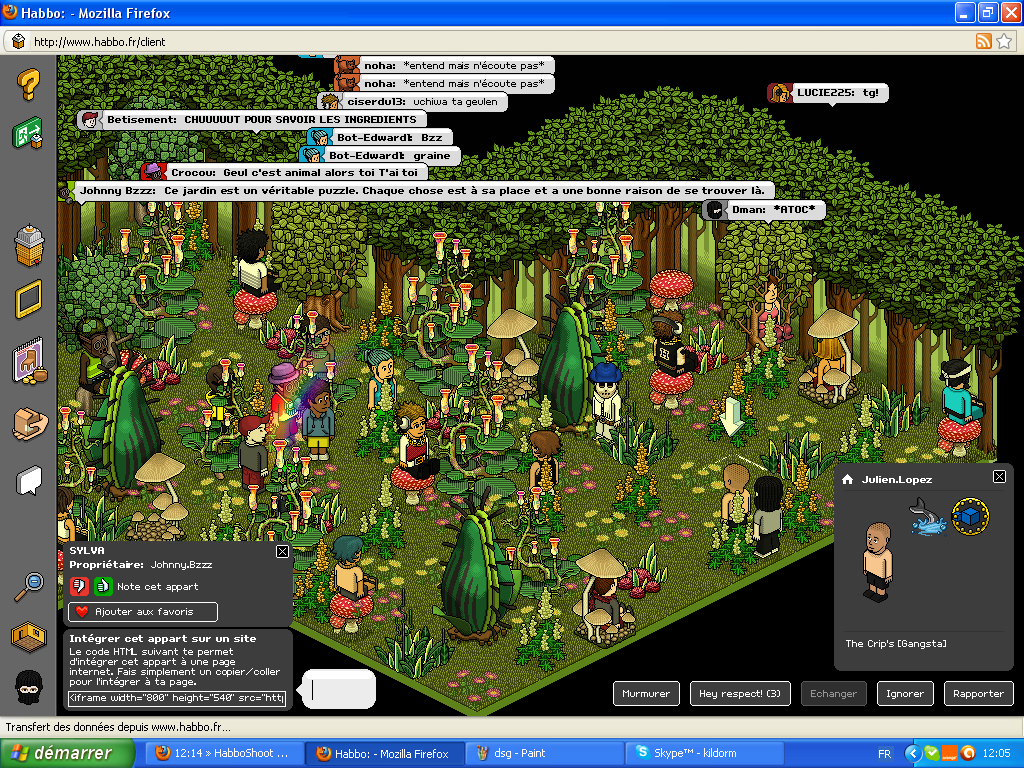 Habbo: - Mozilla Firefox
http://www.habbo.fr/client
noha: *entend mais n'écoute pas*
noha: *entend mais n'écoute pas*
LUCIE225: tg!
ciserdu13: uchiwa ta geulen
Betisement: CHUUUUUT POUR SAVOIR LES INGREDIENTS
Bot-Edward1: Bzz
Bot-Edward1: graine
Crocou: Geul c'est animal alors toi T'ai toi
Johnny Bzzz: Ce jardin est un véritable puzzle. Chaque chose est à sa place et a une bonne raison de se trouver là.
Dman: *ATOC*
H
Julien.Lopez
The Crip's [Gangsta]
SYLVA
Propriétaire: Johnny.Bzzz
Note cet appart
Ajouter aux favoris
Intégrer cet appart sur un site
Le code HTML suivant te permet
d'intégrer cet appart à une page
internet. Fais simplement un copier/coller
pour l'intégrer à ta page.
<iframe width="800" height="540" src="htt
Murmurer
Hey respect! (3)
Echanger
Ignorer
Rapporter
Transfert des données depuis www.habbo.fr...
démarrer
12:14 » HabboShoot ...
Habbo: - Mozilla Firefox
dsg - Paint
Skype™ - kildorm
FR
12:05